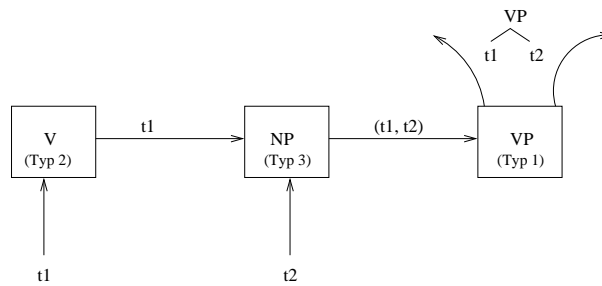 VP
t1 t2
t1 (t1, t2)
V NP VP
(Typ 2) (Typ 3) (Typ 1)
t1 t2